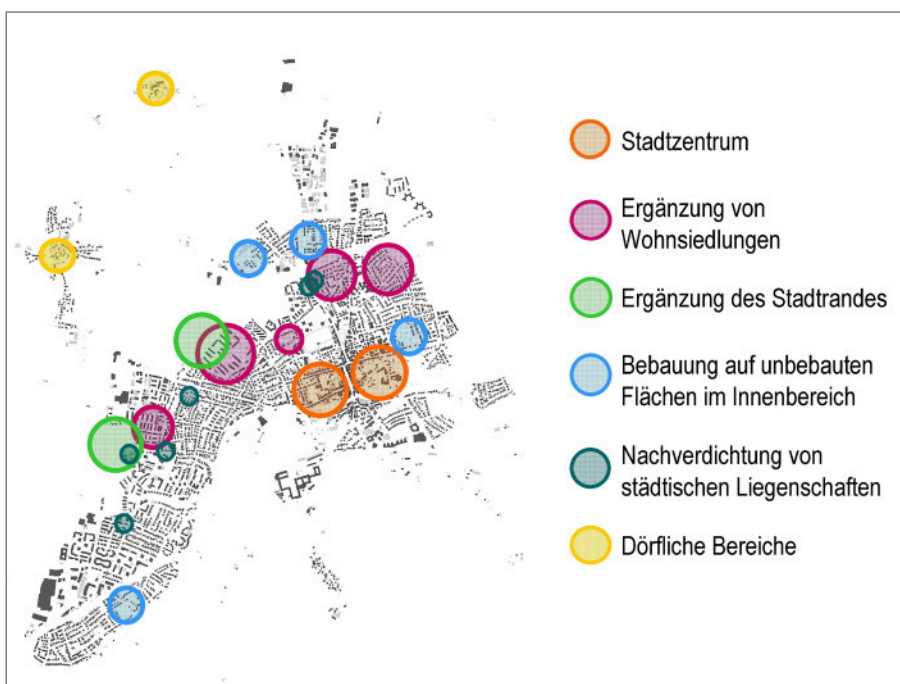 Stadtzentrum
Ergänzung von
Wohnsiedlungen
Ergänzung des Stadtrandes
Bebauung auf unbebauten
Flächen im Innenbereich
Nachverdichtung von
städtischen Liegenschaften
Dörfliche Bereiche